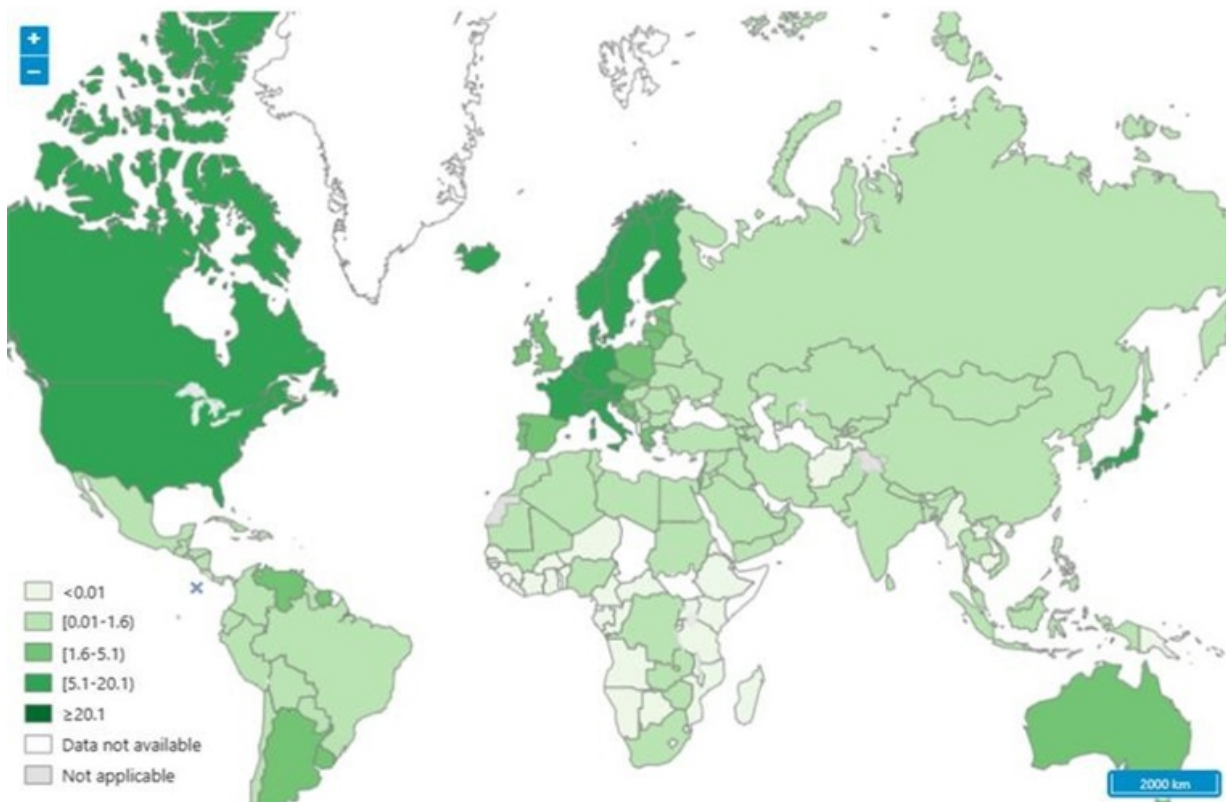 +
−
<0.01
[0.01-1.6)
[1.6-5.1)
[5.1-20.1)
≥20.1
Data not available
Not applicable
2000 km